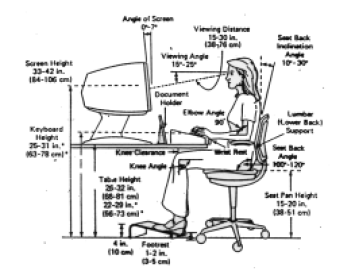 Angle of Screen
0°-7°
Viewing Distance
15-30 in.
(38-76 cm)
Seat Back
Inclination
Angle
10°-30°
Viewing Angle
15°-25°
Screen Height
33-42 in.
(84-106 cm)
Document
Holder
Elbow Angle
90°
Lumbar
(Lower Back)
Support
Keyboard
Height
25-31 in.*
(63-78 cm)*
Knee Clearance
Wrist Rest
Knee Angle
Seat Back
Angle
100°-120°
Table Height
26-32 in.
(66-81 cm)
22-29 in.*
(56-73 cm)*
Seat Pan Height
15-20 in.
(38-51 cm)
4 in.
(10 cm)
Footrest
1-2 in.
(3-5 cm)